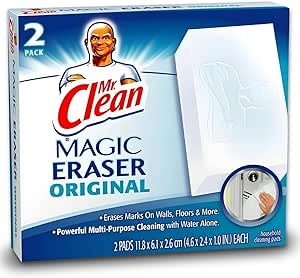 2
PACK
Mr.
Clean
MAGIC
ERASER
ORIGINAL
• Erases Marks On Walls, Floors & More.
• Powerful Multi-Purpose Cleaning with Water Alone.
2 PADS 11.8 x 6.1 x 2.6 cm (4.6 x 2.4 x 1.0 IN.) EACH
household
cleaning pads
MAGIC ERASER